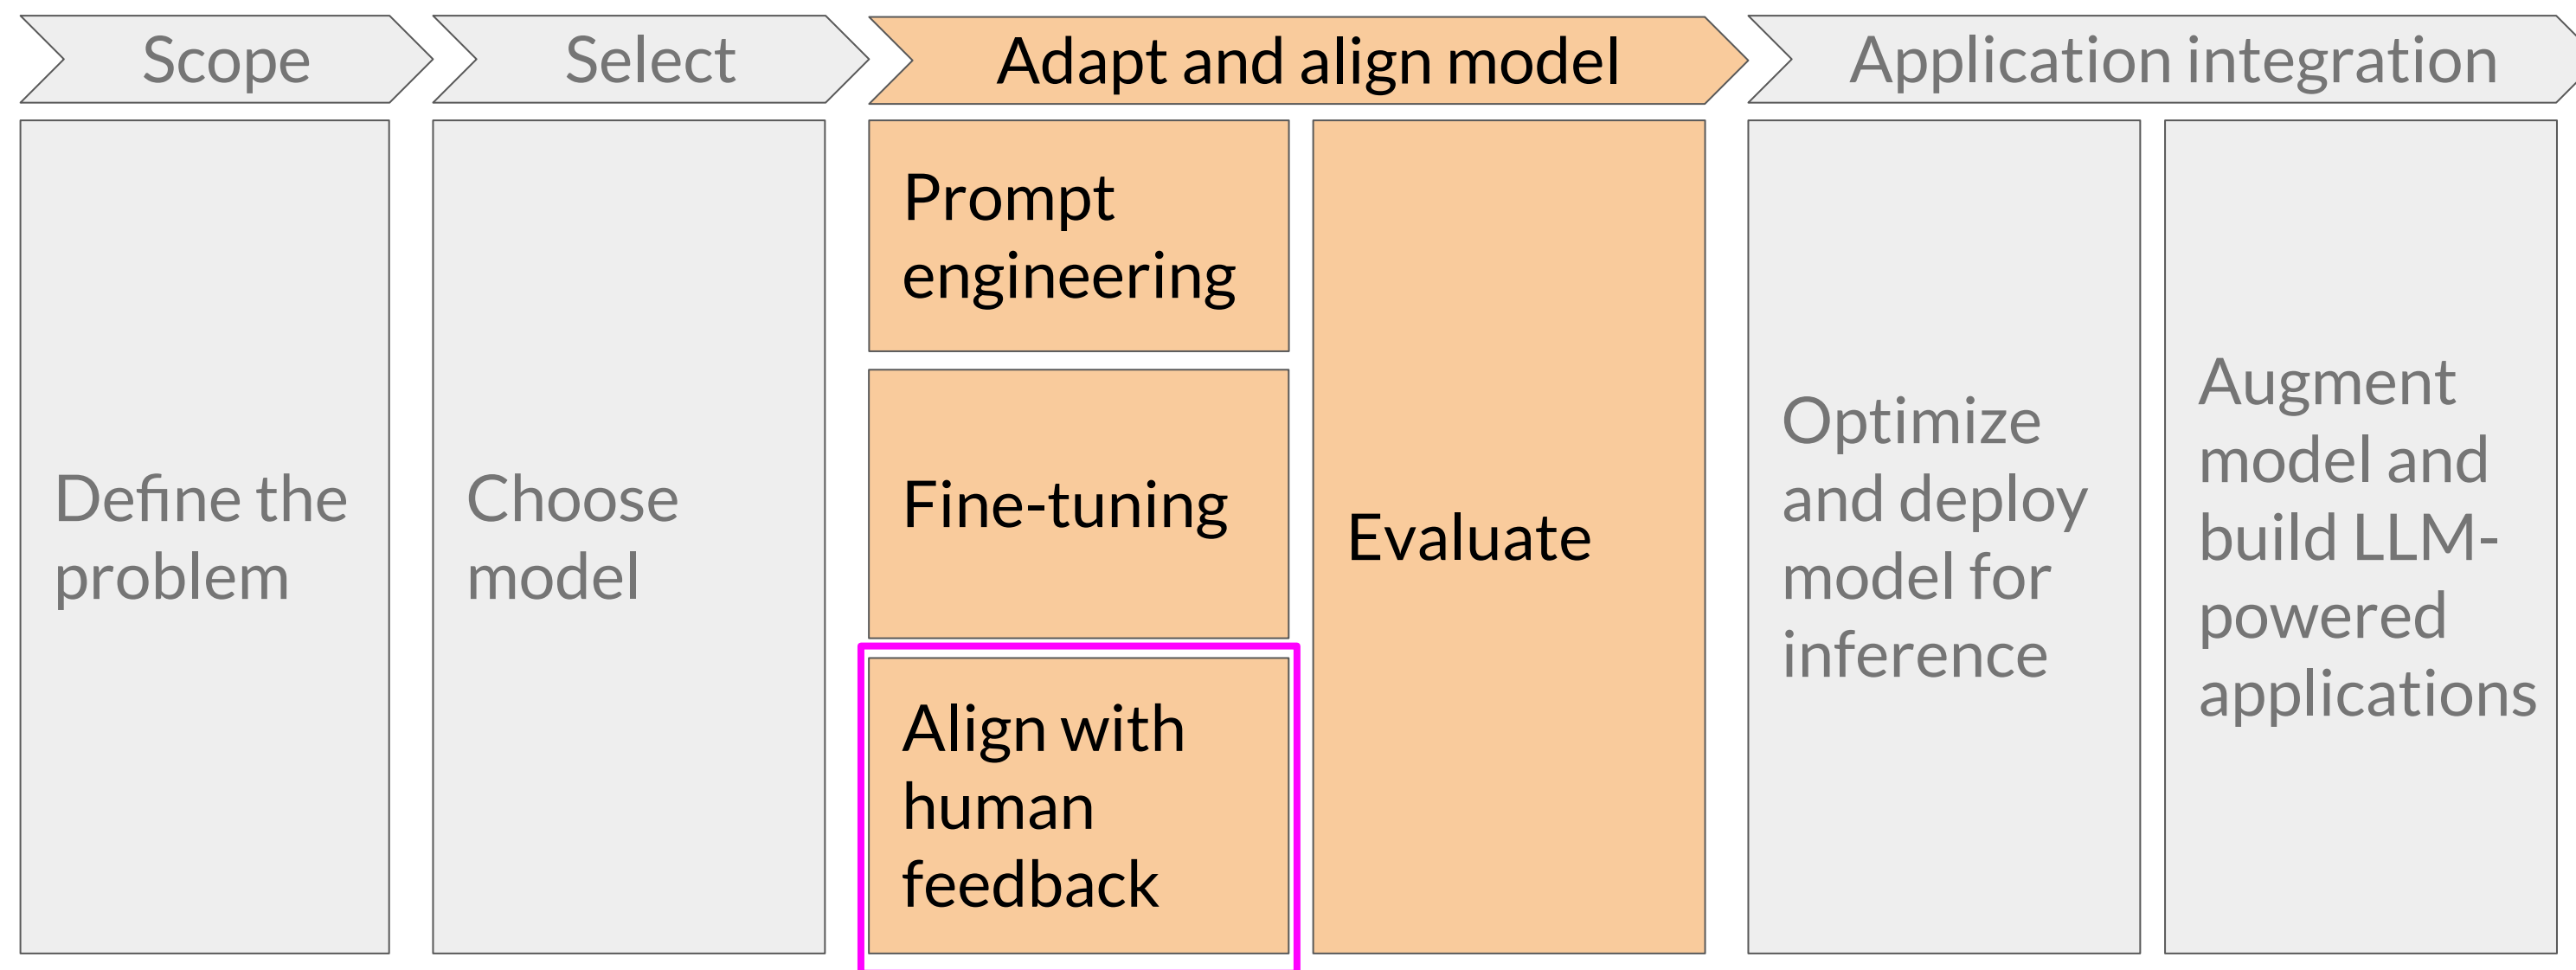 Scope
Select
Adapt and align model
Application integration
Define the
problem
Choose
model
Prompt
engineering
Fine-tuning
Align with
human
feedback
Evaluate
Optimize
and deploy
model for
inference
Augment
model and
build LLM-
powered
applications